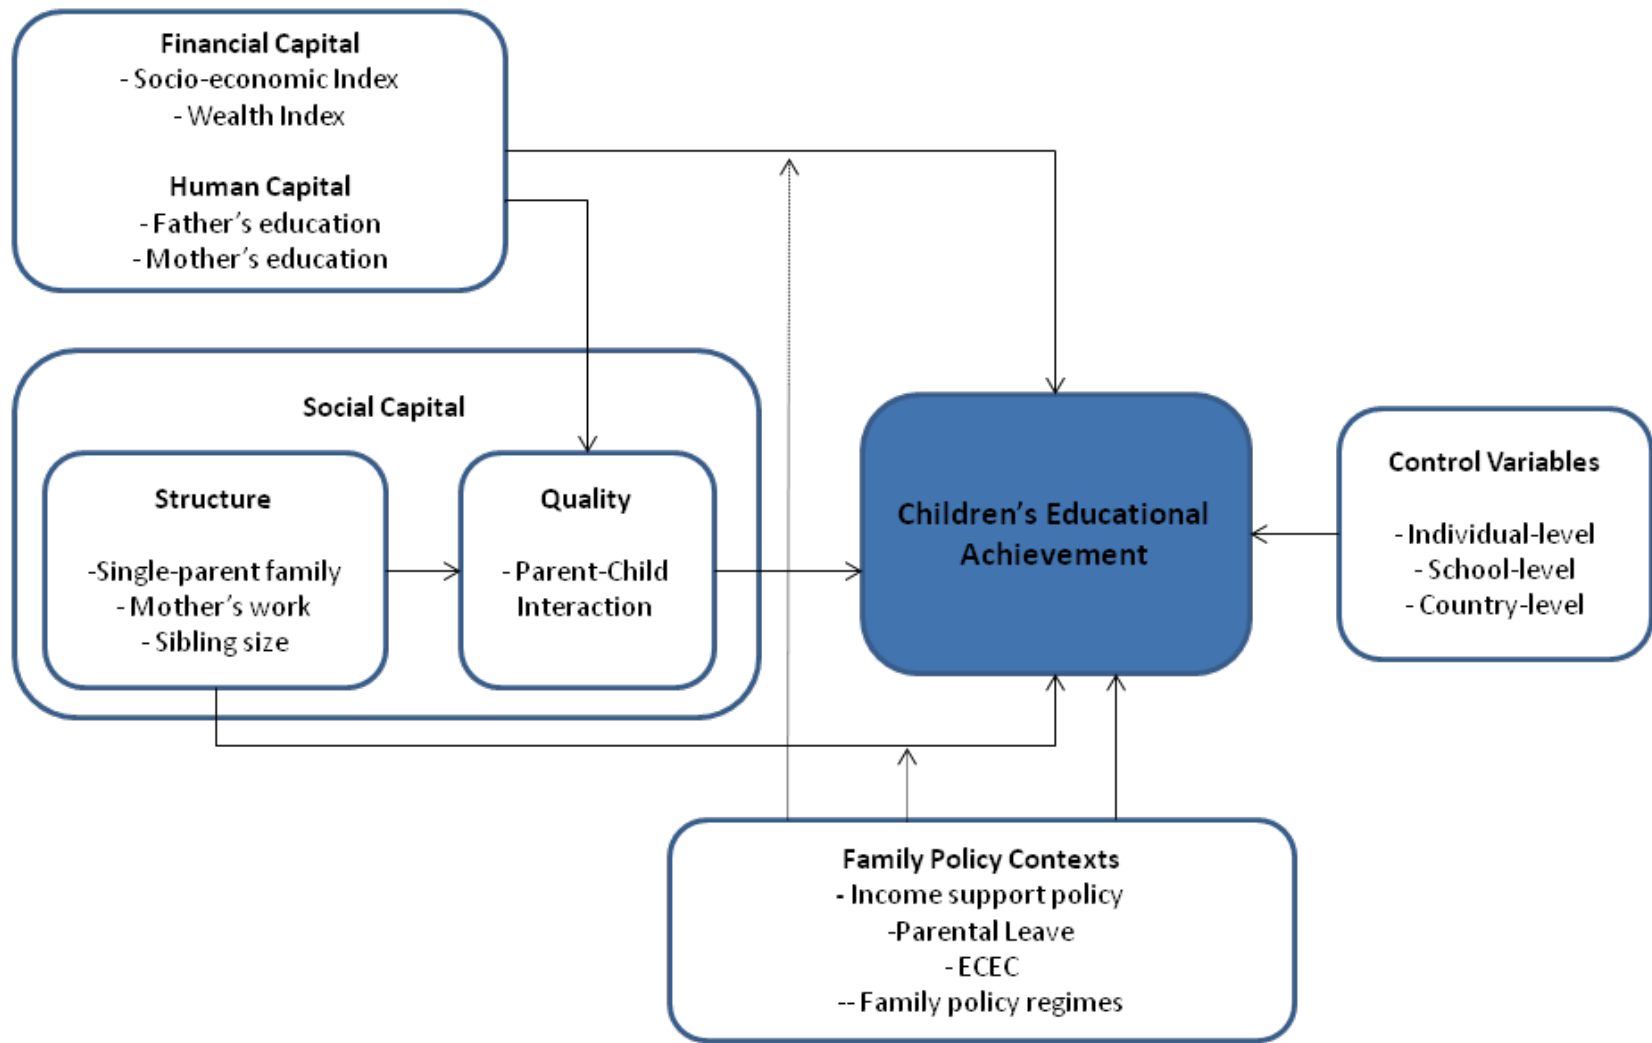 Financial Capital
- Socio-economic Index
- Wealth Index
Human Capital
- Father's education
- Mother's education
Social Capital
Structure
-Single-parent family
- Mother's work
- Sibling size
Quality
- Parent-Child
Interaction
Children's Educational
Achievement
Control Variables
- Individual-level
- School-level
- Country-level
Family Policy Contexts
- Income support policy
-Parental Leave
- ECEC
-- Family policy regimes